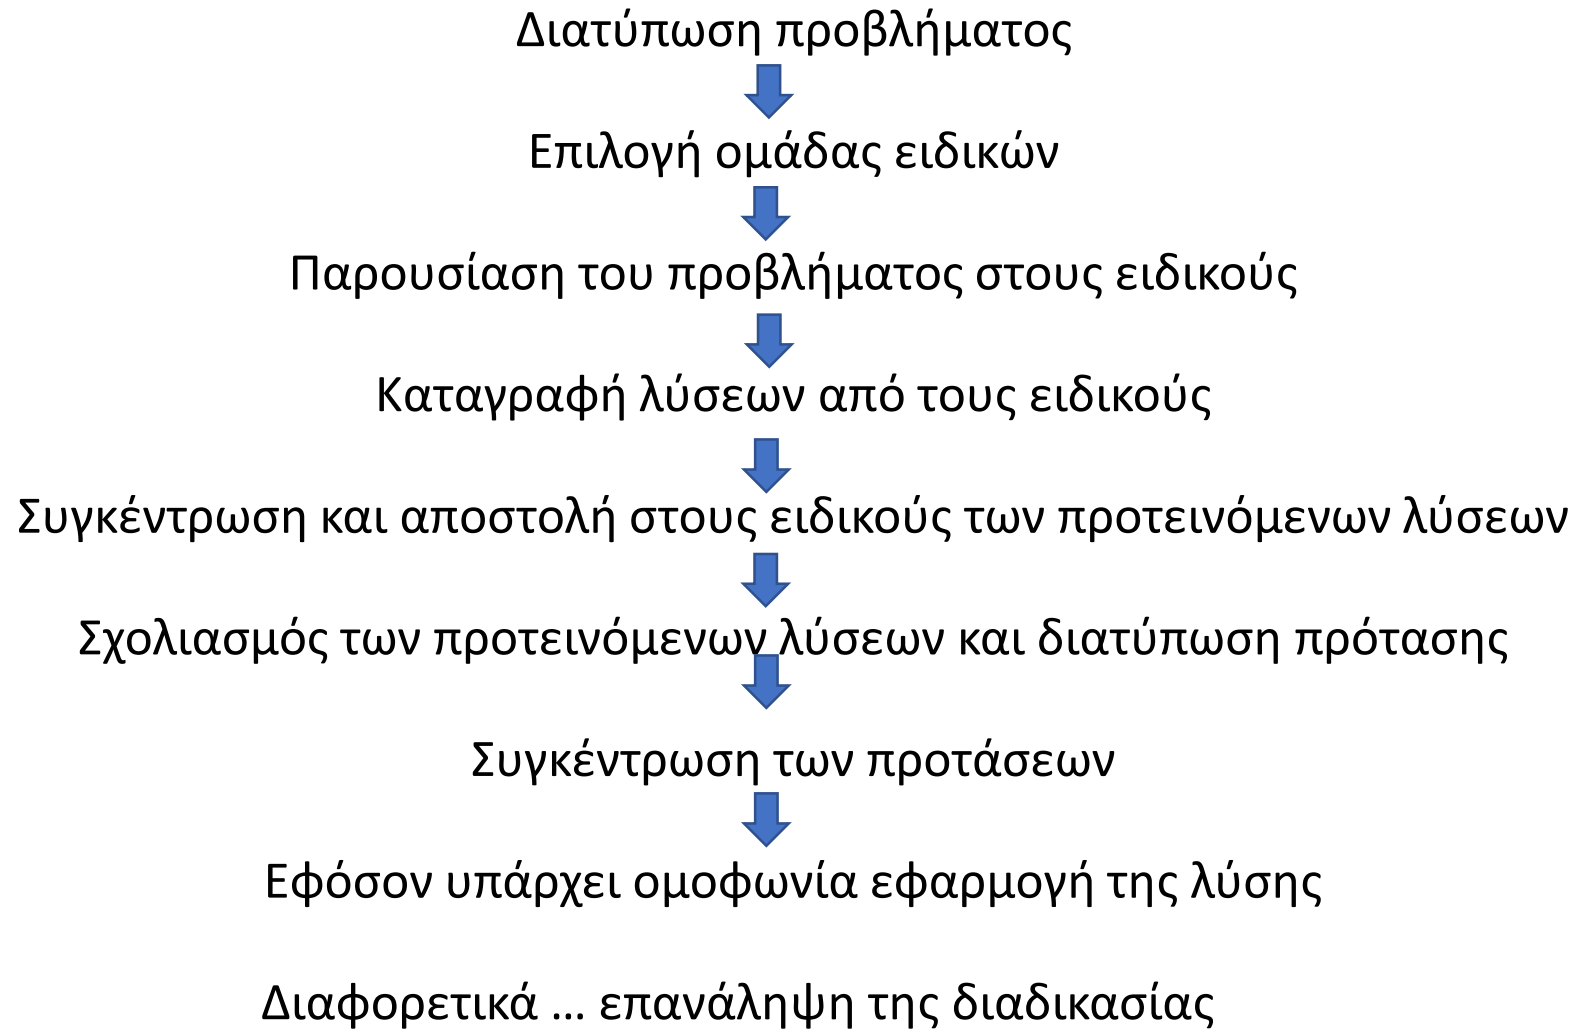 Διατύπωση προβλήματος
Επιλογή ομάδας ειδικών
Παρουσίαση του προβλήματος στους ειδικούς
Καταγραφή λύσεων από τους ειδικούς
Συγκέντρωση και αποστολή στους ειδικούς των προτεινόμενων λύσεων
Σχολιασμός των προτεινόμενων λύσεων και διατύπωση πρότασης
Συγκέντρωση των προτάσεων
Εφόσον υπάρχει ομοφωνία εφαρμογή της λύσης
Διαφορετικά ... επανάληψη της διαδικασίας